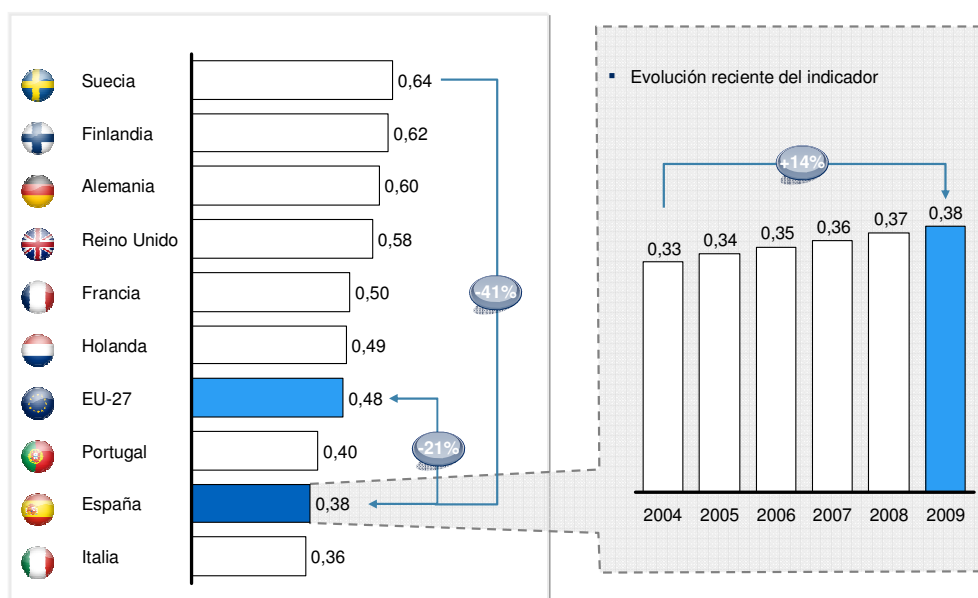 Suecia 0,64
Finlandia 0,62
Alemania 0,60
Reino Unido 0,58
Francia 0,50
Holanda 0,49
EU-27 0,48
Portugal 0,40
España 0,38
Italia 0,36
-41%
-21%
▪ Evolución reciente del indicador
+14%
0,33 0,34 0,35 0,36 0,37 0,38
2004 2005 2006 2007 2008 2009